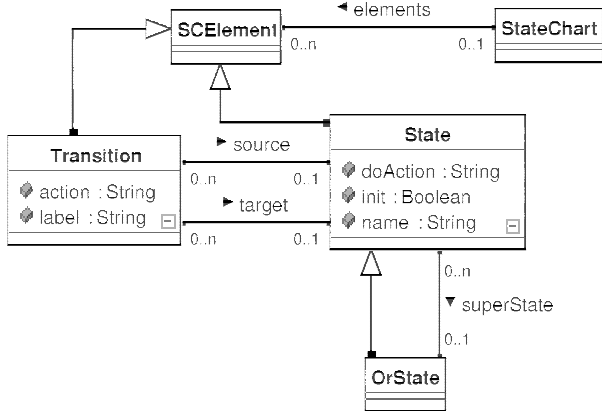 elements
SCElement
StateChart
0..n
0..1
Transition
action : String
label : String
source
0..n
0..1
target
0..n
0..1
State
doAction : String
init : Boolean
name : String
0..n
superState
0..1
OrState